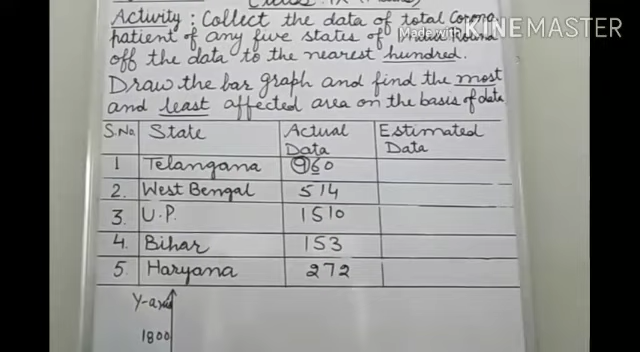 Activity : Collect the data of total Corona
patient of any five states of India Round
off the data to the nearest hundred.
Draw the bar graph and find the most
and least affected area on the basis of data
S.No State Actual Data Estimated Data
1 Telangana 960
2. West Bengal 514
3. U.P. 1510
4. Bihar 153
5. Haryana 272
Y-axis
1800
Made with KINEMASTER